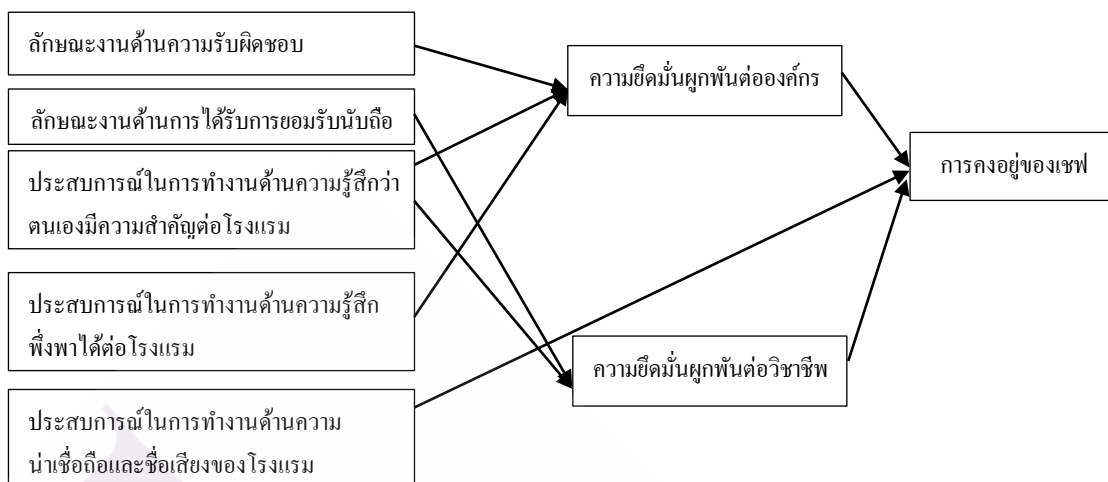 ลักษณะงานด้านความรับผิดชอบ
ลักษณะงานด้านการได้รับการยอมรับนับถือ
ประสบการณ์ในการทำงานด้านความรู้สึกว่า
ตนเองมีความสำคัญต่อโรงแรม
ประสบการณ์ในการทำงานด้านความรู้สึก
พึ่งพาได้ต่อโรงแรม
ประสบการณ์ในการทำงานด้านความ
น่าเชื่อถือและชื่อเสียงของโรงแรม
ความยึดมั่นผูกพันต่อองค์กร
ความยึดมั่นผูกพันต่อวิชาชีพ
การคงอยู่ของเชฟ